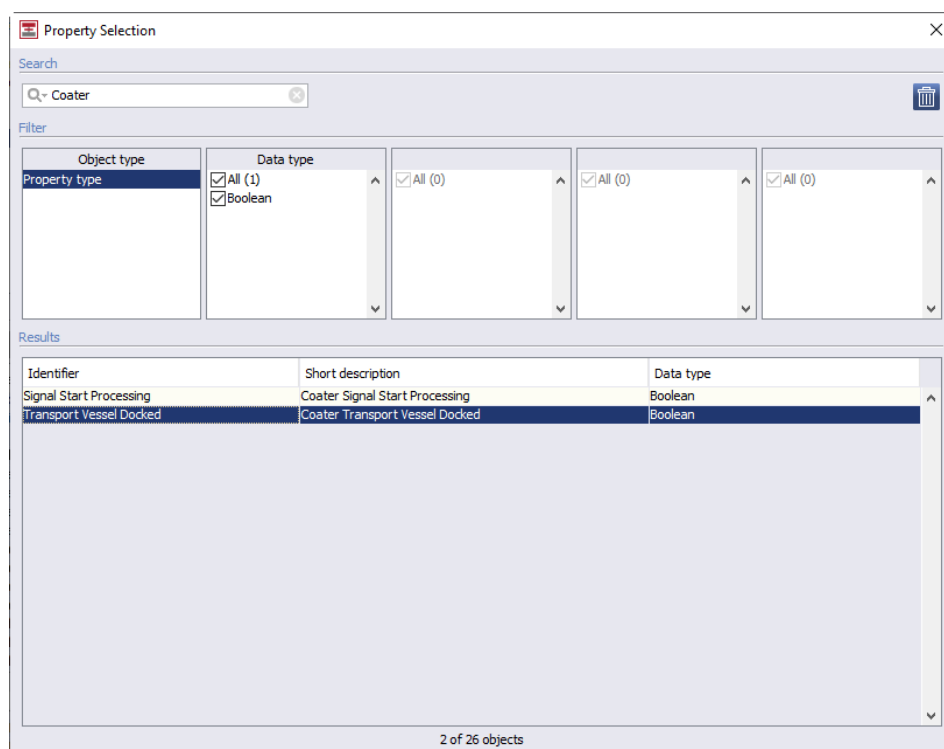 Property Selection
Search
Coater
Filter
Object type Data type
Property type All (1) All (0) All (0) All (0)
Boolean
Results
Identifier Short description Data type
Signal Start Processing Coater Signal Start Processing Boolean
Transport Vessel Docked Coater Transport Vessel Docked Boolean
2 of 26 objects